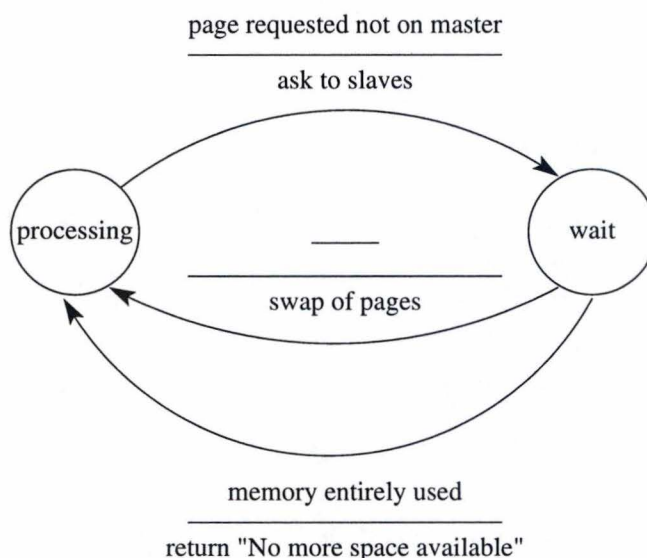 page requested not on master
ask to slaves
processing
wait
swap of pages
memory entirely used
return "No more space available"